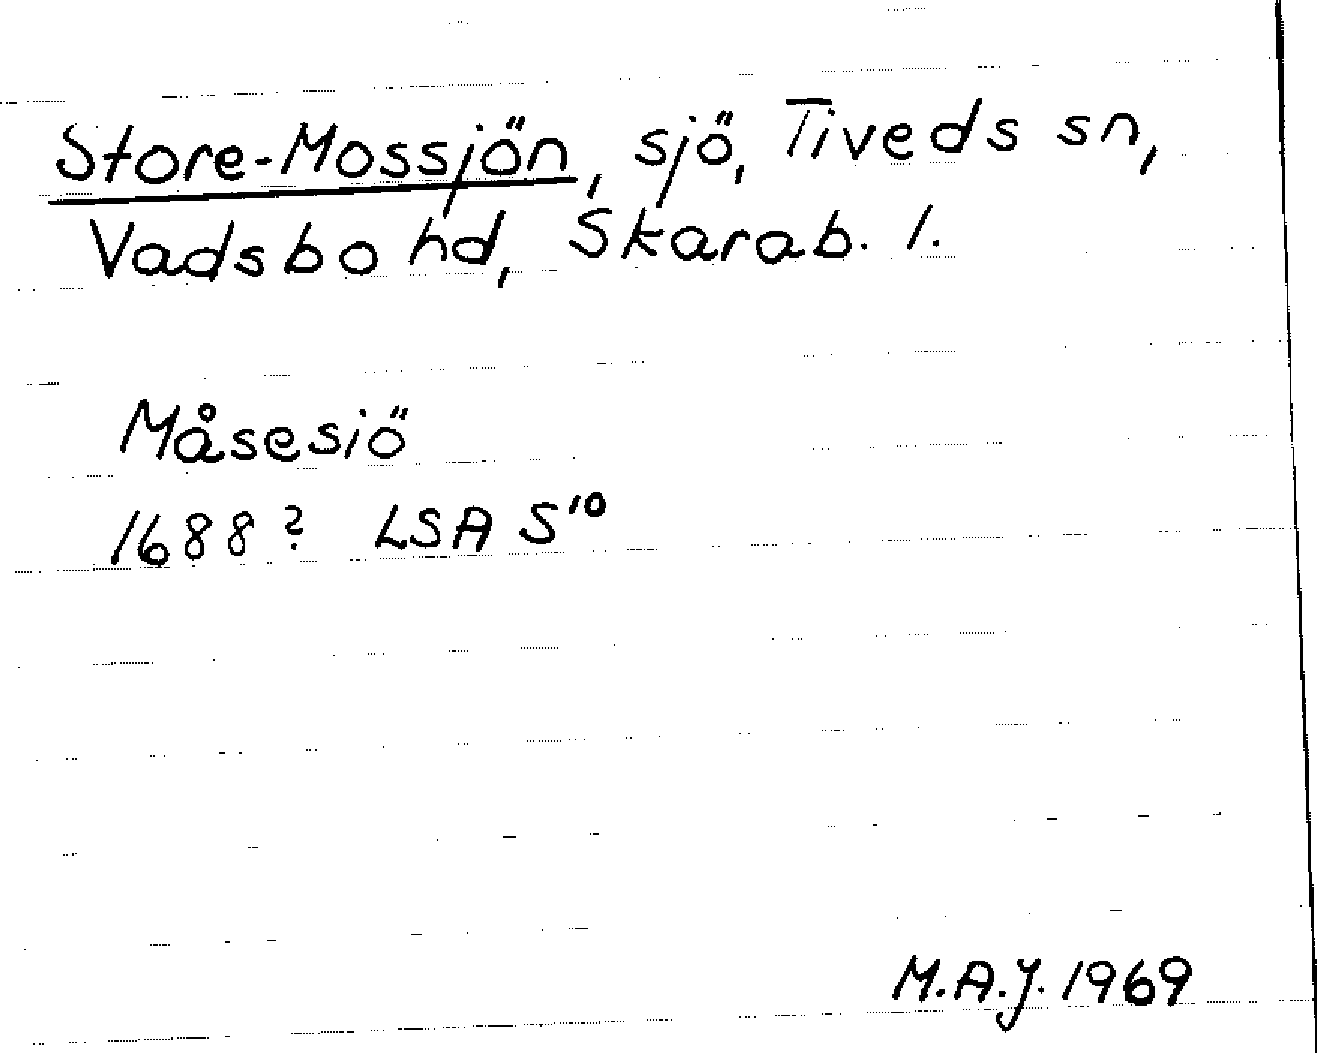 Store-Mossjön, sjö, Tiveds sn,
Vadsbo hd, Skarab. l.
Måsesiö
1688? LSA S¹⁰
M.A.J. 1969